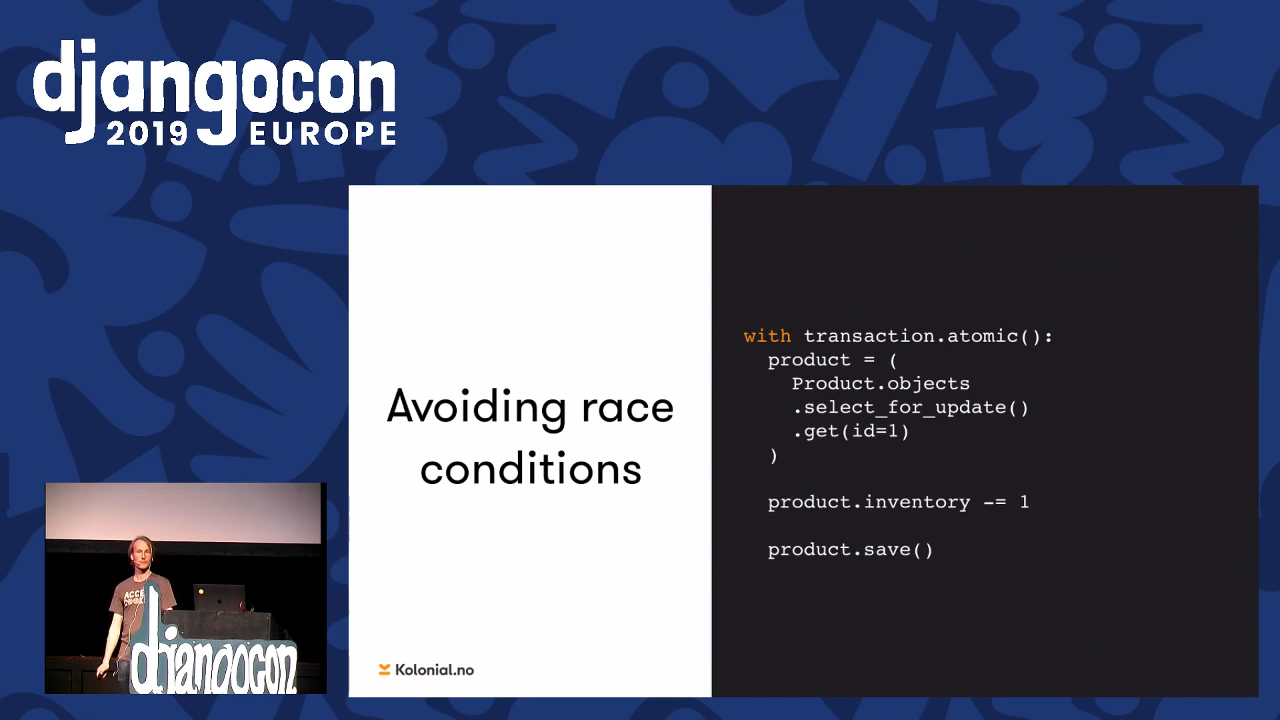 djangocon
2019 EUROPE
Avoiding race
conditions
Kolonial.no
with transaction.atomic():
  product = (
    Product.objects
    .select_for_update()
    .get(id=1)
  )
  product.inventory -= 1
  product.save()
djangocon